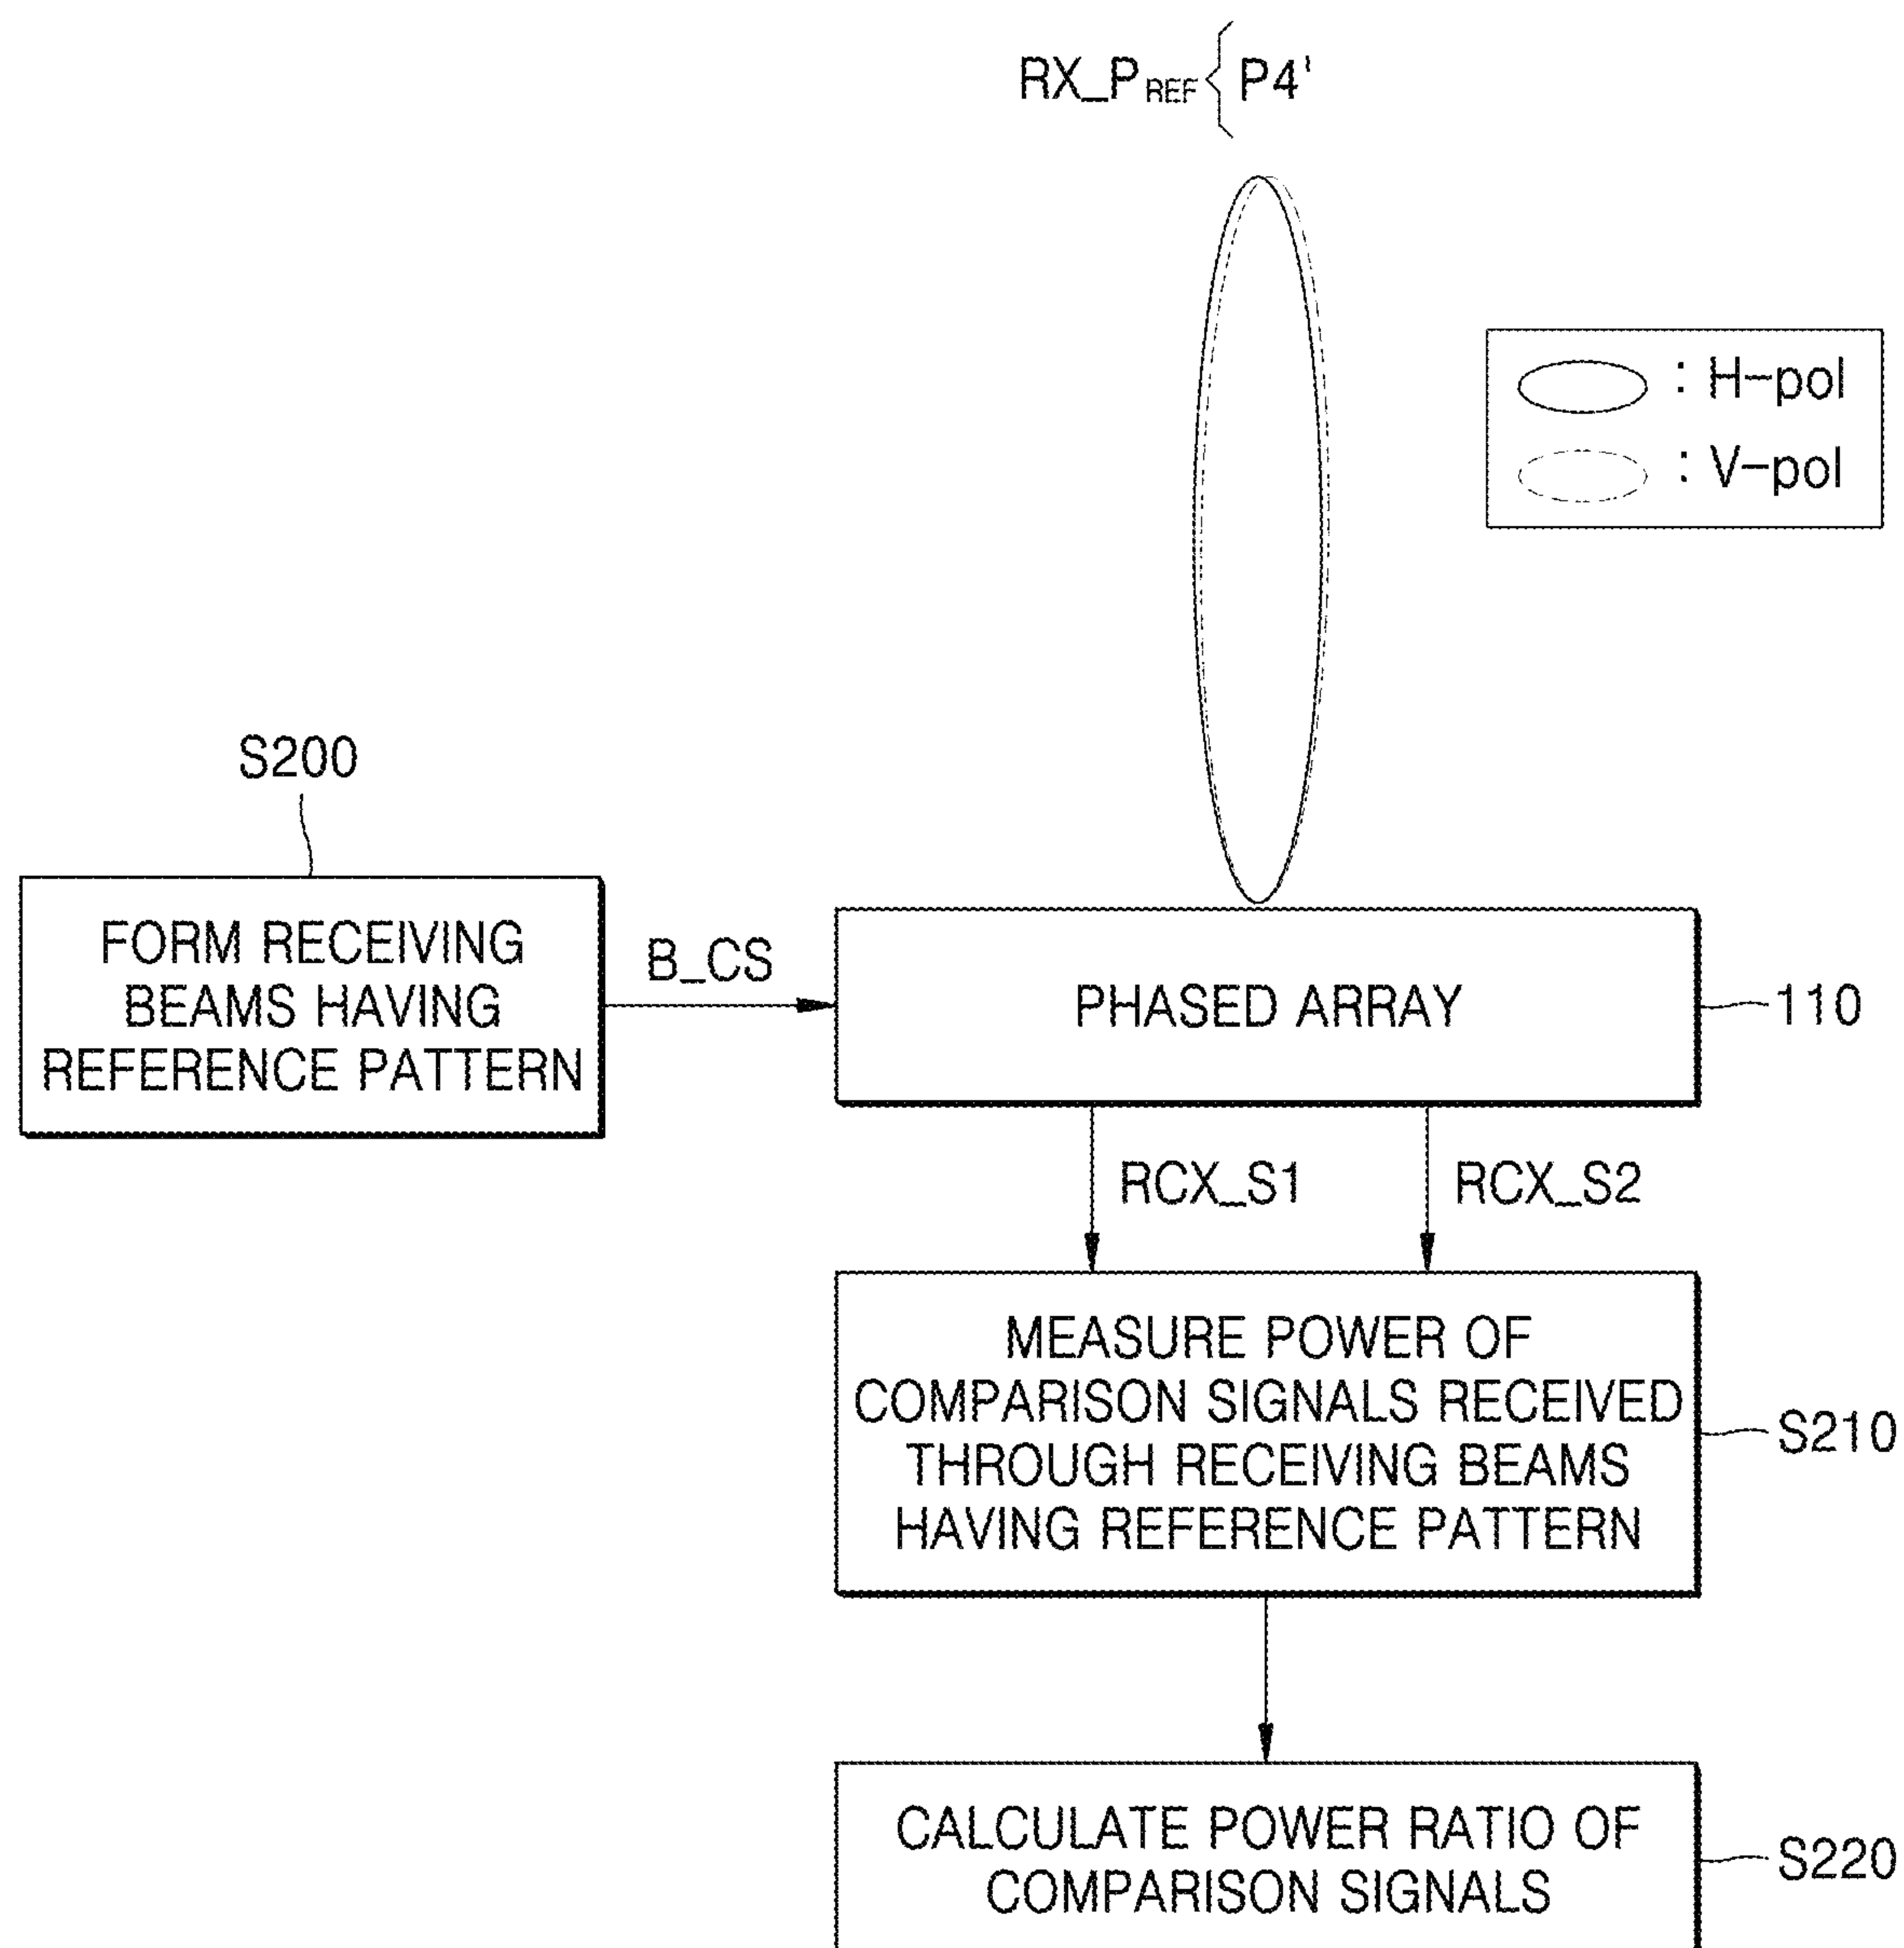 RX_PREF { P4'
: H-pol
: V-pol
S200
FORM RECEIVING
BEAMS HAVING
REFERENCE PATTERN
B_CS
PHASED ARRAY
110
RCX_S1
RCX_S2
MEASURE POWER OF
COMPARISON SIGNALS RECEIVED
THROUGH RECEIVING BEAMS
HAVING REFERENCE PATTERN
S210
CALCULATE POWER RATIO OF
COMPARISON SIGNALS
S220